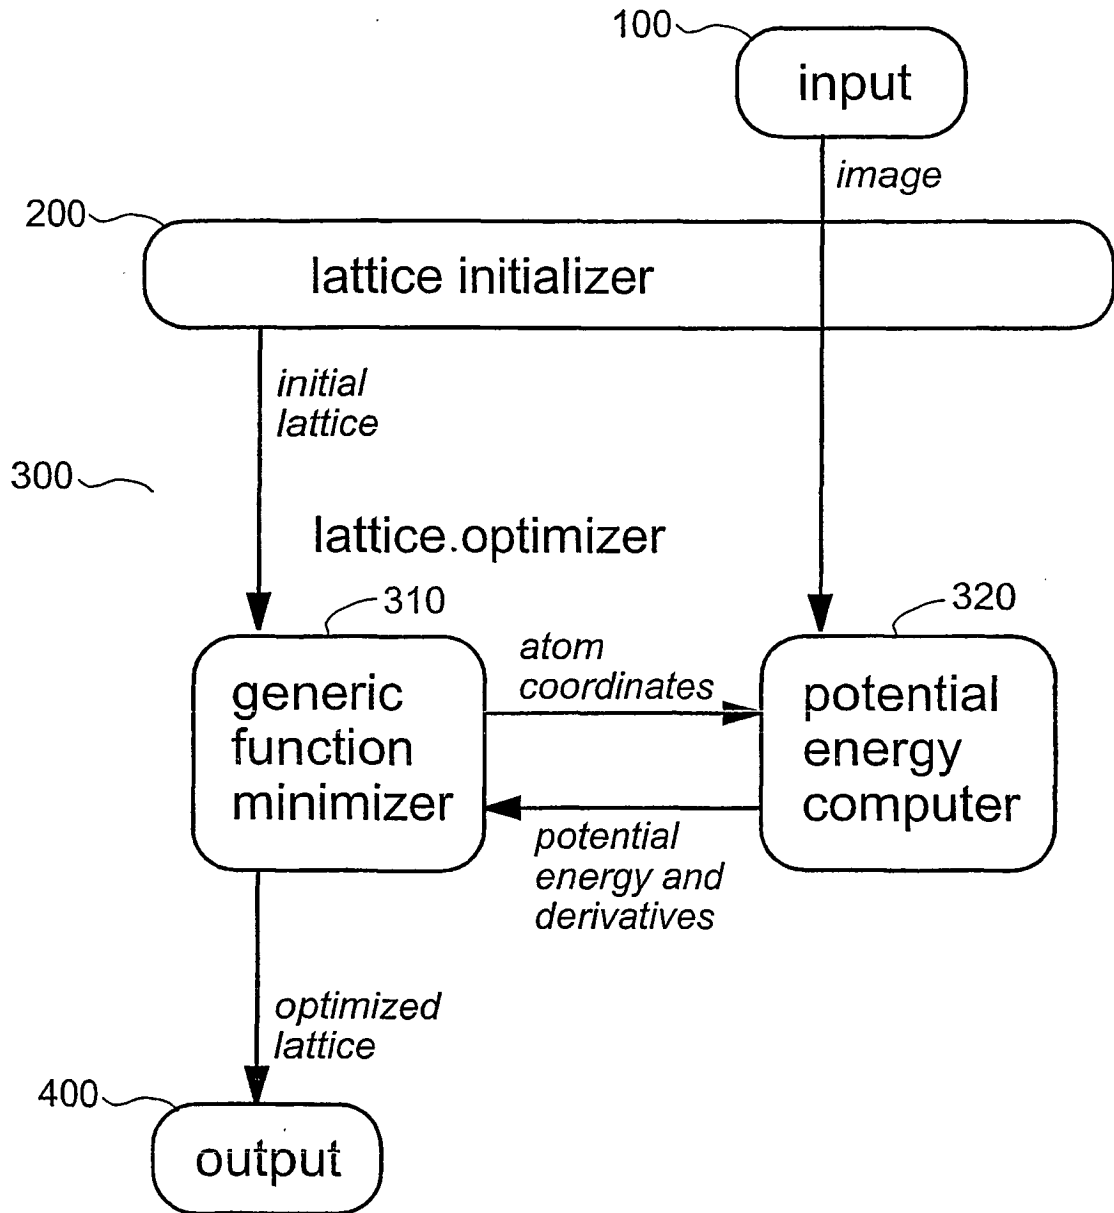 100
input
image
200
lattice initializer
initial
lattice
300
lattice.optimizer
310
320
generic
function
minimizer
atom
coordinates
potential
energy
computer
potential
energy and
derivatives
optimized
lattice
400
output